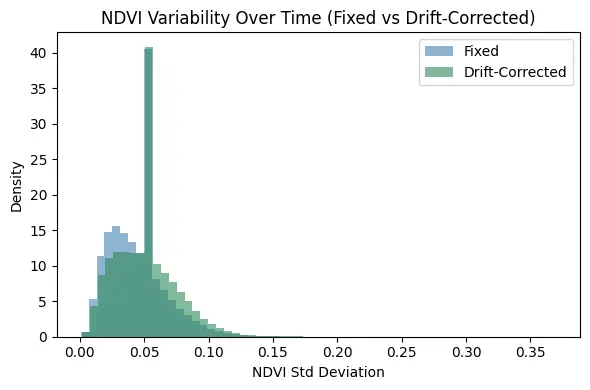 NDVI Variability Over Time (Fixed vs Drift-Corrected)
Fixed
Drift-Corrected
Density
40
35
30
25
20
15
10
5
0
0.00 0.05 0.10 0.15 0.20 0.25 0.30 0.35
NDVI Std Deviation